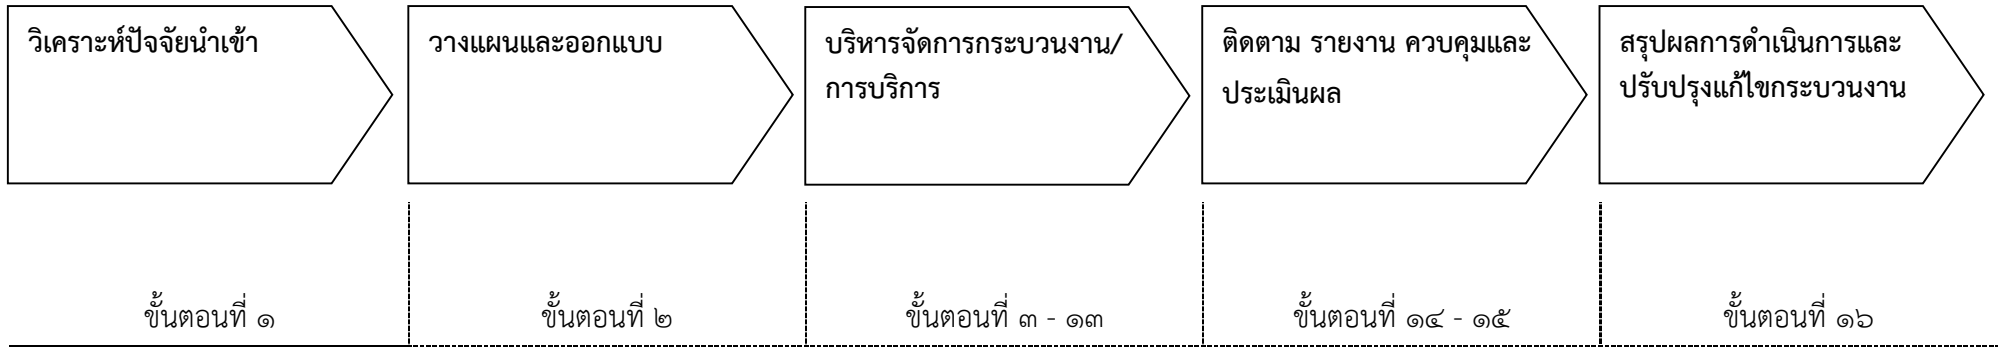 วิเคราะห์ปัจจัยนำเข้า
วางแผนและออกแบบ
บริหารจัดการกระบวนงาน/
การบริการ
ติดตาม รายงาน ควบคุมและ
ประเมินผล
สรุปผลการดำเนินการและ
ปรับปรุงแก้ไขกระบวนงาน
ขั้นตอนที่ ๑
ขั้นตอนที่ ๒
ขั้นตอนที่ ๓ - ๑๓
ขั้นตอนที่ ๑๔ - ๑๕
ขั้นตอนที่ ๑๖